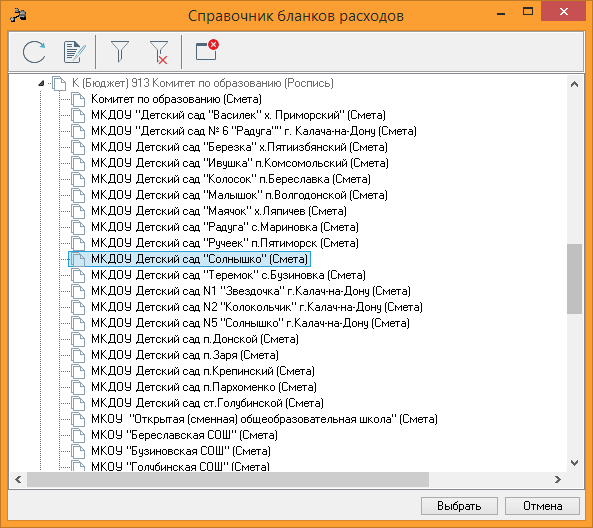 Справочник бланков расходов
К (Бюджет) 913 Комитет по образованию (Роспись)
Комитет по образованию (Смета)
МКДОУ "Детский сад "Василек" х. Приморский" (Смета)
МКДОУ "Детский сад № 6 "Радуга"" г. Калача-на-Дону (Смета)
МКДОУ Детский сад "Березка" х.Пятиизбянский (Смета)
МКДОУ Детский сад "Ивушка" п.Комсомольский (Смета)
МКДОУ Детский сад "Колосок" п.Береславка (Смета)
МКДОУ Детский сад "Малышок" п.Волгодонской (Смета)
МКДОУ Детский сад "Маячок" х.Ляпичев (Смета)
МКДОУ Детский сад "Радуга" с.Мариновка (Смета)
МКДОУ Детский сад "Ручеек" п.Пятиморск (Смета)
МКДОУ Детский сад "Солнышко" (Смета)
МКДОУ Детский сад "Теремок" с.Бузиновка (Смета)
МКДОУ Детский сад N1 "Звездочка" г.Калач-на-Дону (Смета)
МКДОУ Детский сад N2 "Колокольчик" г.Калач-на-Дону (Смета)
МКДОУ Детский сад N5 "Солнышко" г.Калач-на-Дону (Смета)
МКДОУ Детский сад п.Донской (Смета)
МКДОУ Детский сад п.Заря (Смета)
МКДОУ Детский сад п.Крепинский (Смета)
МКДОУ Детский сад п.Пархоменко (Смета)
МКДОУ Детский сад ст.Голубинской (Смета)
МКОУ "Открытая (сменная) общеобразовательная школа" (Смета)
МКОУ "Береславская СОШ" (Смета)
МКОУ "Бузиновская СОШ" (Смета)
МКОУ "Голубинская СОШ" (Смета)
Выбрать
Отмена